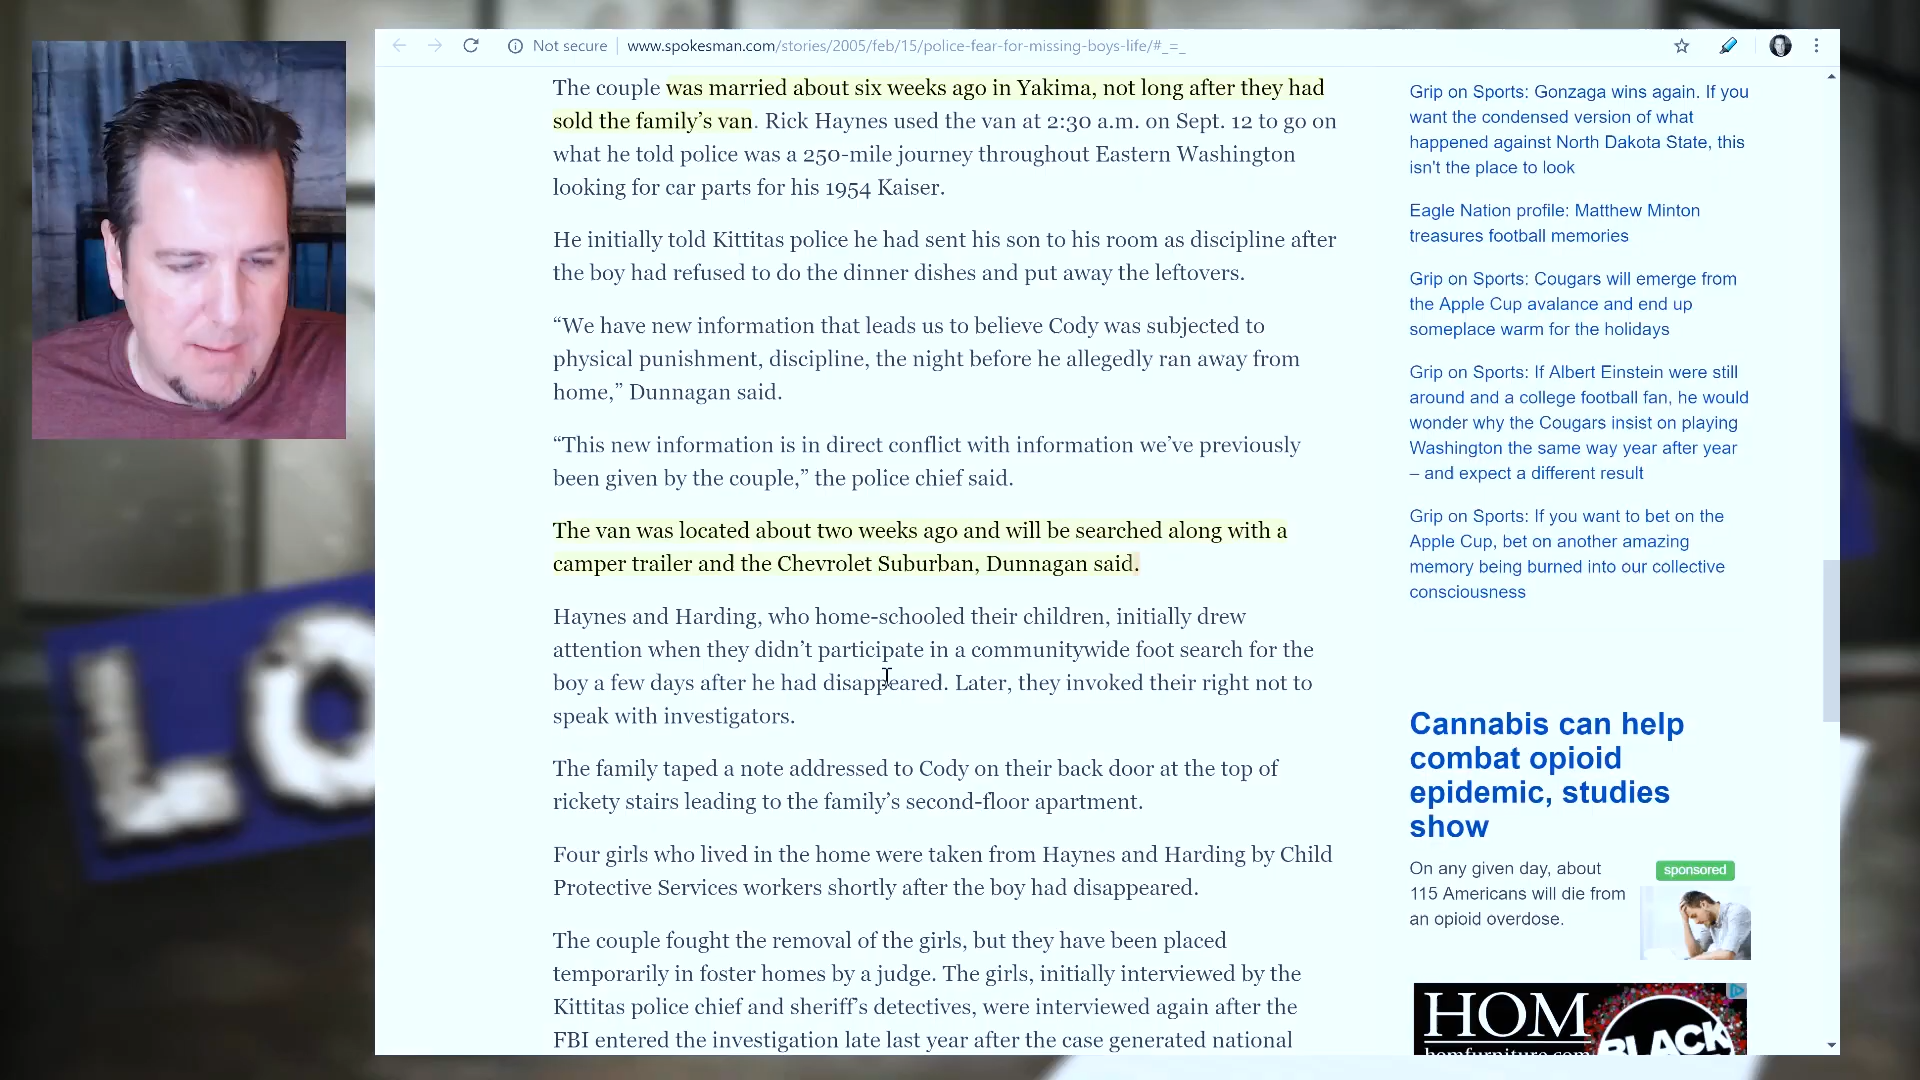 Not secure
www.spokesman.com/stories/2005/feb/15/police-fear-for-missing-boys-life/#_=_
The couple was married about six weeks ago in Yakima, not long after they had
sold the family’s van. Rick Haynes used the van at 2:30 a.m. on Sept. 12 to go on
what he told police was a 250-mile journey throughout Eastern Washington
looking for car parts for his 1954 Kaiser.
He initially told Kittitas police he had sent his son to his room as discipline after
the boy had refused to do the dinner dishes and put away the leftovers.
“We have new information that leads us to believe Cody was subjected to
physical punishment, discipline, the night before he allegedly ran away from
home,” Dunnagan said.
“This new information is in direct conflict with information we’ve previously
been given by the couple,” the police chief said.
The van was located about two weeks ago and will be searched along with a
camper trailer and the Chevrolet Suburban, Dunnagan said.
Haynes and Harding, who home-schooled their children, initially drew
attention when they didn’t participate in a communitywide foot search for the
boy a few days after he had disappeared. Later, they invoked their right not to
speak with investigators.
The family taped a note addressed to Cody on their back door at the top of
rickety stairs leading to the family’s second-floor apartment.
Four girls who lived in the home were taken from Haynes and Harding by Child
Protective Services workers shortly after the boy had disappeared.
The couple fought the removal of the girls, but they have been placed
temporarily in foster homes by a judge. The girls, initially interviewed by the
Kittitas police chief and sheriff’s detectives, were interviewed again after the
FBI entered the investigation late last year after the case generated national
Grip on Sports: Gonzaga wins again. If you
want the condensed version of what
happened against North Dakota State, this
isn't the place to look
Eagle Nation profile: Matthew Minton
treasures football memories
Grip on Sports: Cougars will emerge from
the Apple Cup avalance and end up
someplace warm for the holidays
Grip on Sports: If Albert Einstein were still
around and a college football fan, he would
wonder why the Cougars insist on playing
Washington the same way year after year
– and expect a different result
Grip on Sports: If you want to bet on the
Apple Cup, bet on another amazing
memory being burned into our collective
consciousness
Cannabis can help
combat opioid
epidemic, studies
show
On any given day, about
115 Americans will die from
an opioid overdose.
sponsored
HOM
homfurniture.com
BLACK
LO